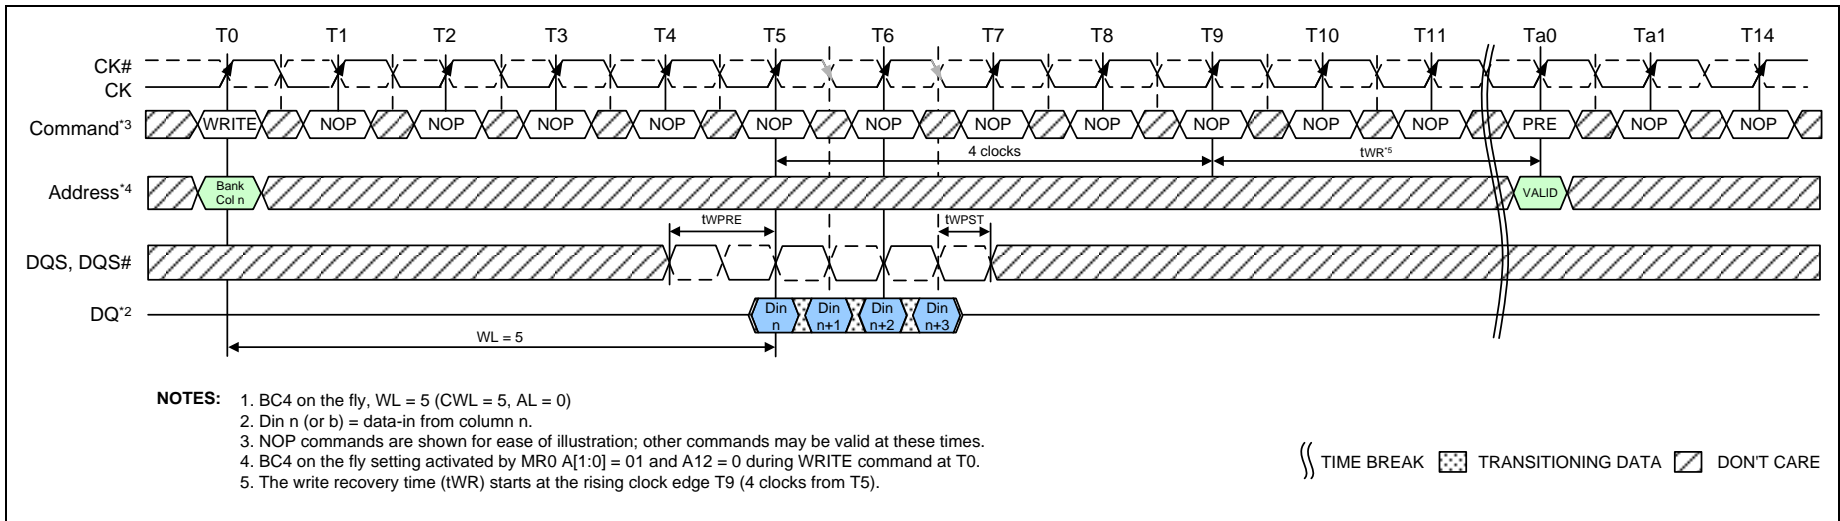 T0 T1 T2 T3 T4 T5 T6 T7 T8 T9 T10 T11 Ta0 Ta1 T14
CK#
CK
Command*3 WRITE NOP NOP NOP NOP NOP NOP NOP NOP NOP NOP NOP PRE NOP NOP
4 clocks tWR*5
Address*4 Bank Col n VALID
tWPRE tWPST
DQS, DQS#
DQ*2 Din n Din n+1 Din n+2 Din n+3
WL = 5
NOTES: 1. BC4 on the fly, WL = 5 (CWL = 5, AL = 0)
2. Din n (or b) = data-in from column n.
3. NOP commands are shown for ease of illustration; other commands may be valid at these times.
4. BC4 on the fly setting activated by MR0 A[1:0] = 01 and A12 = 0 during WRITE command at T0.
5. The write recovery time (tWR) starts at the rising clock edge T9 (4 clocks from T5).
TIME BREAK TRANSITIONING DATA DON'T CARE